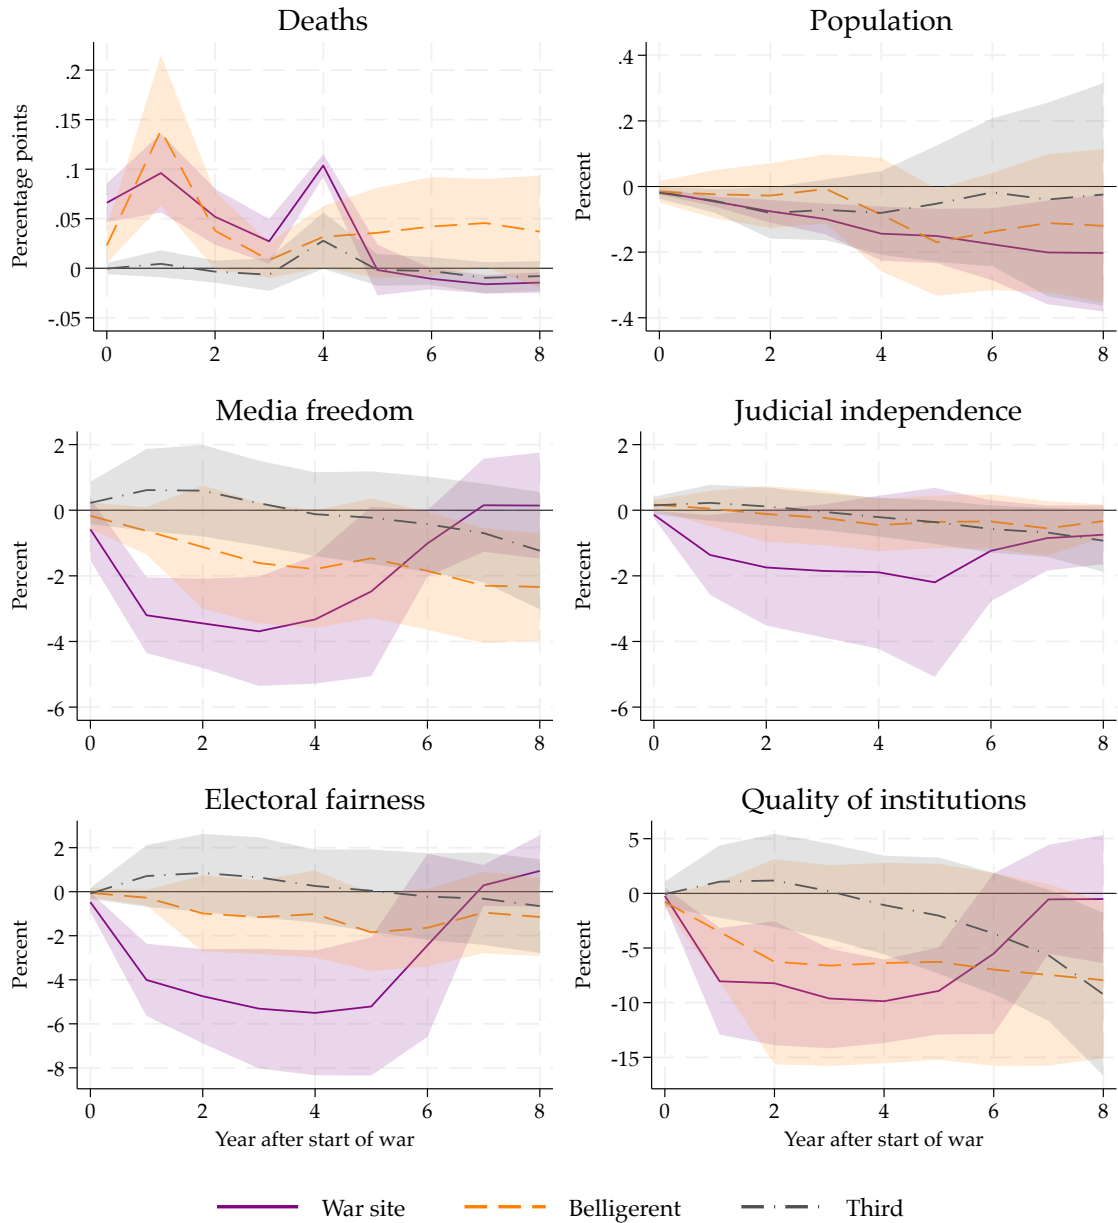 Deaths
Population
Percentage points
.2
.15
.1
.05
0
-.05
0 2 4 6 8
Percent
.4
.2
0
-.2
-.4
0 2 4 6 8
Media freedom
Judicial independence
Percent
2
0
-2
-4
-6
0 2 4 6 8
Percent
2
0
-2
-4
-6
0 2 4 6 8
Electoral fairness
Quality of institutions
Percent
2
0
-2
-4
-6
-8
0 2 4 6 8
Year after start of war
Percent
5
0
-5
-10
-15
0 2 4 6 8
Year after start of war
War site Belligerent Third